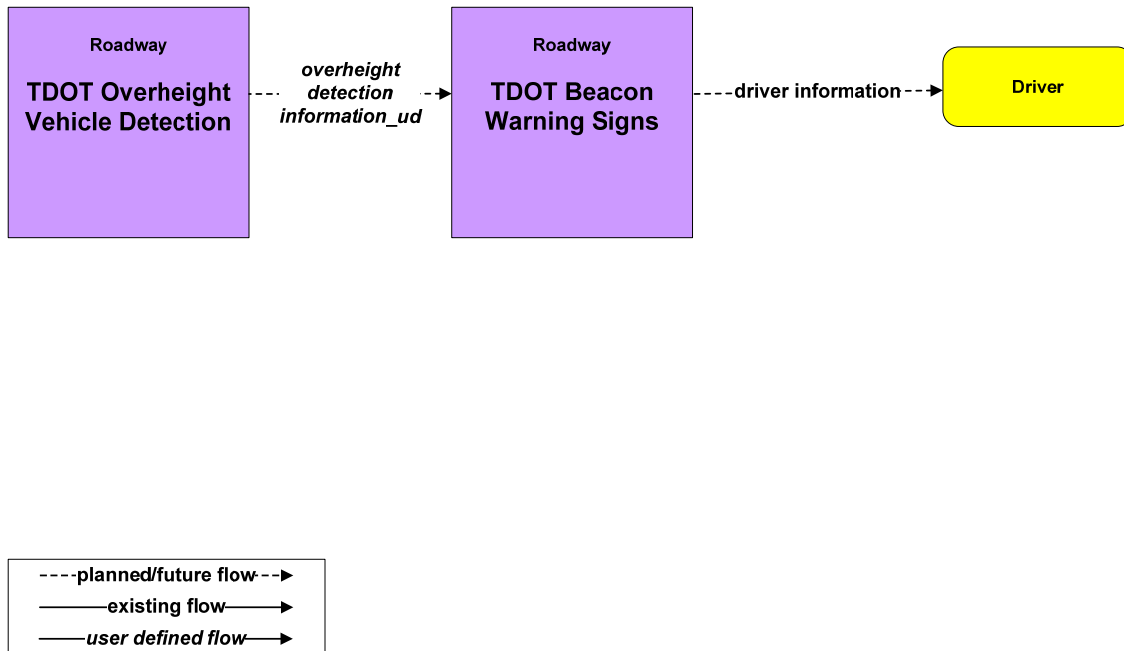 Roadway
TDOT Overheight
Vehicle Detection
overheight
detection
information_ud
Roadway
TDOT Beacon
Warning Signs
driver information
Driver
planned/future flow
existing flow
user defined flow